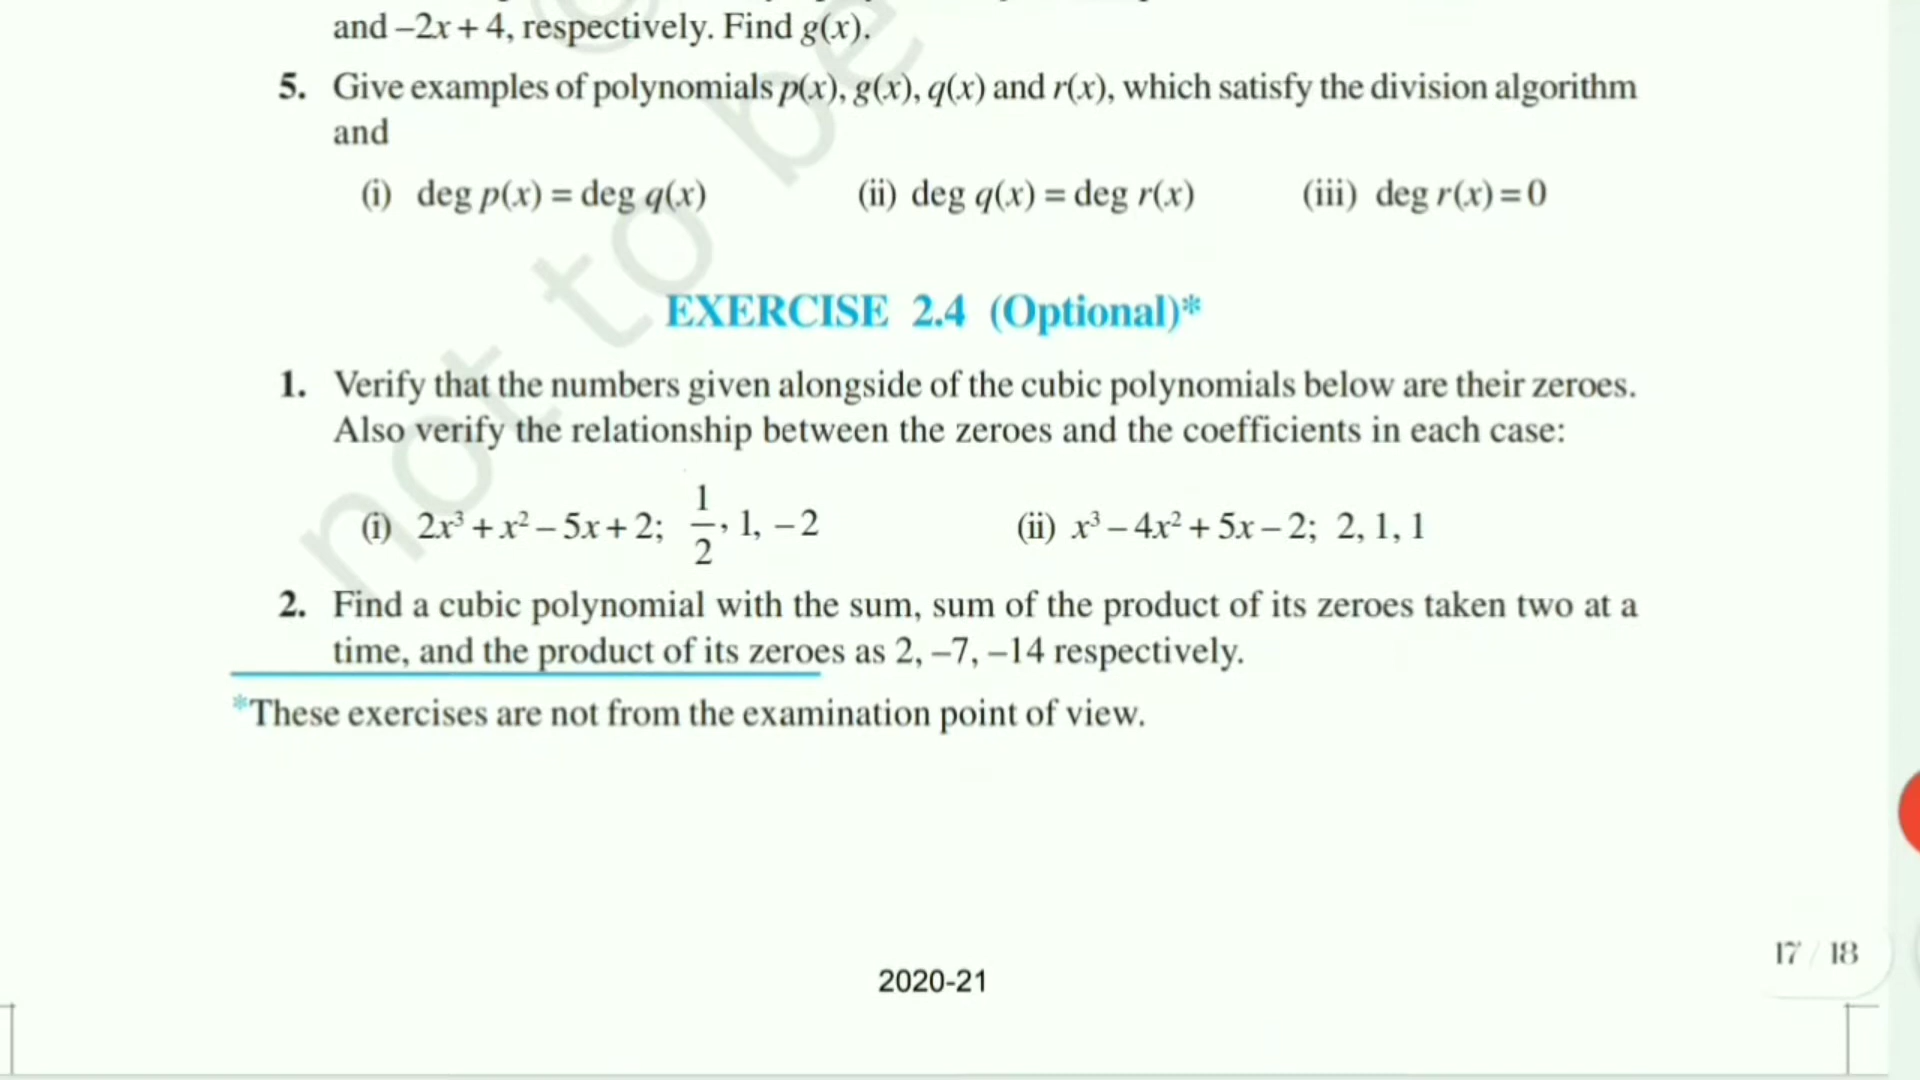 and –2x + 4, respectively. Find g(x).
5. Give examples of polynomials p(x), g(x), q(x) and r(x), which satisfy the division algorithm
and
(i) deg p(x) = deg q(x) (ii) deg q(x) = deg r(x) (iii) deg r(x) = 0
EXERCISE 2.4 (Optional)*
1. Verify that the numbers given alongside of the cubic polynomials below are their zeroes.
Also verify the relationship between the zeroes and the coefficients in each case:
(i) 2x³ + x² – 5x + 2; 1/2, 1, – 2 (ii) x³ – 4x² + 5x – 2; 2, 1, 1
2. Find a cubic polynomial with the sum, sum of the product of its zeroes taken two at a
time, and the product of its zeroes as 2, –7, –14 respectively.
*These exercises are not from the examination point of view.
17 / 18
2020-21
not to be